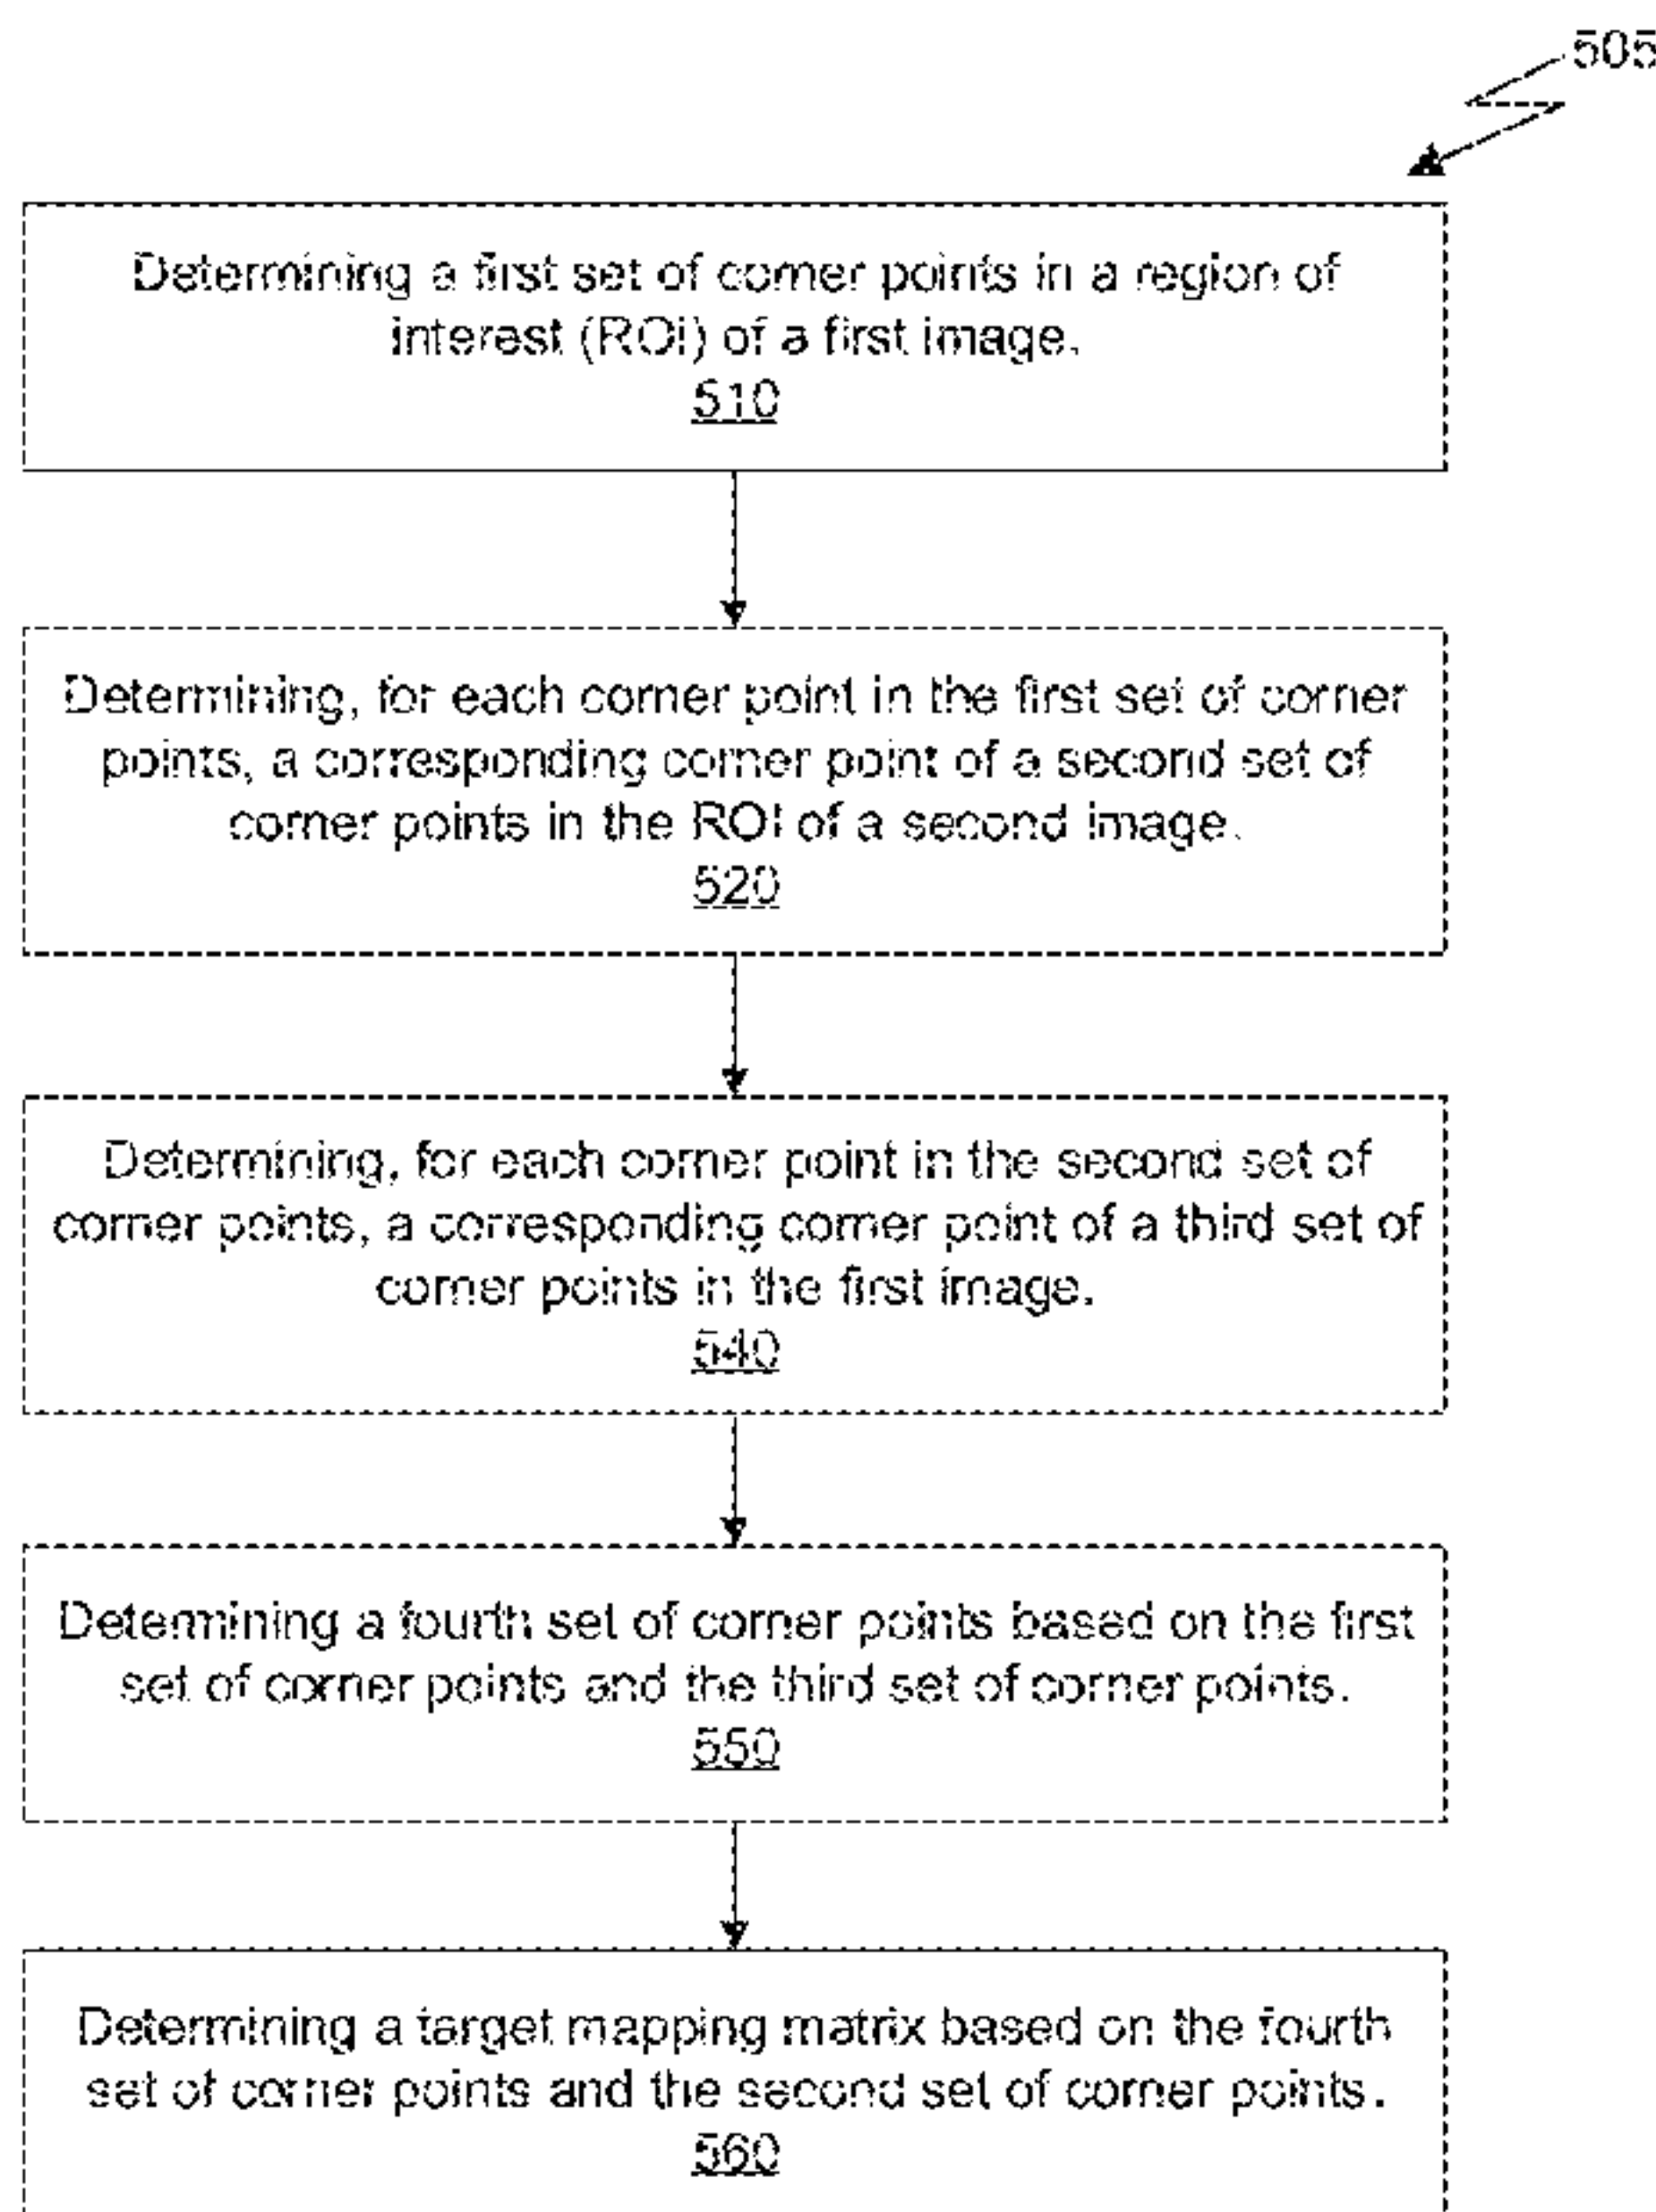 505
Determining a first set of corner points in a region of
interest (ROI) of a first image.
510
Determining, for each corner point in the first set of corner
points, a corresponding corner point of a second set of
corner points in the ROI of a second image.
520
Determining, for each corner point in the second set of
corner points, a corresponding corner point of a third set of
corner points in the first image.
540
Determining a fourth set of corner points based on the first
set of corner points and the third set of corner points.
550
Determining a target mapping matrix based on the fourth
set of corner points and the second set of corner points.
560